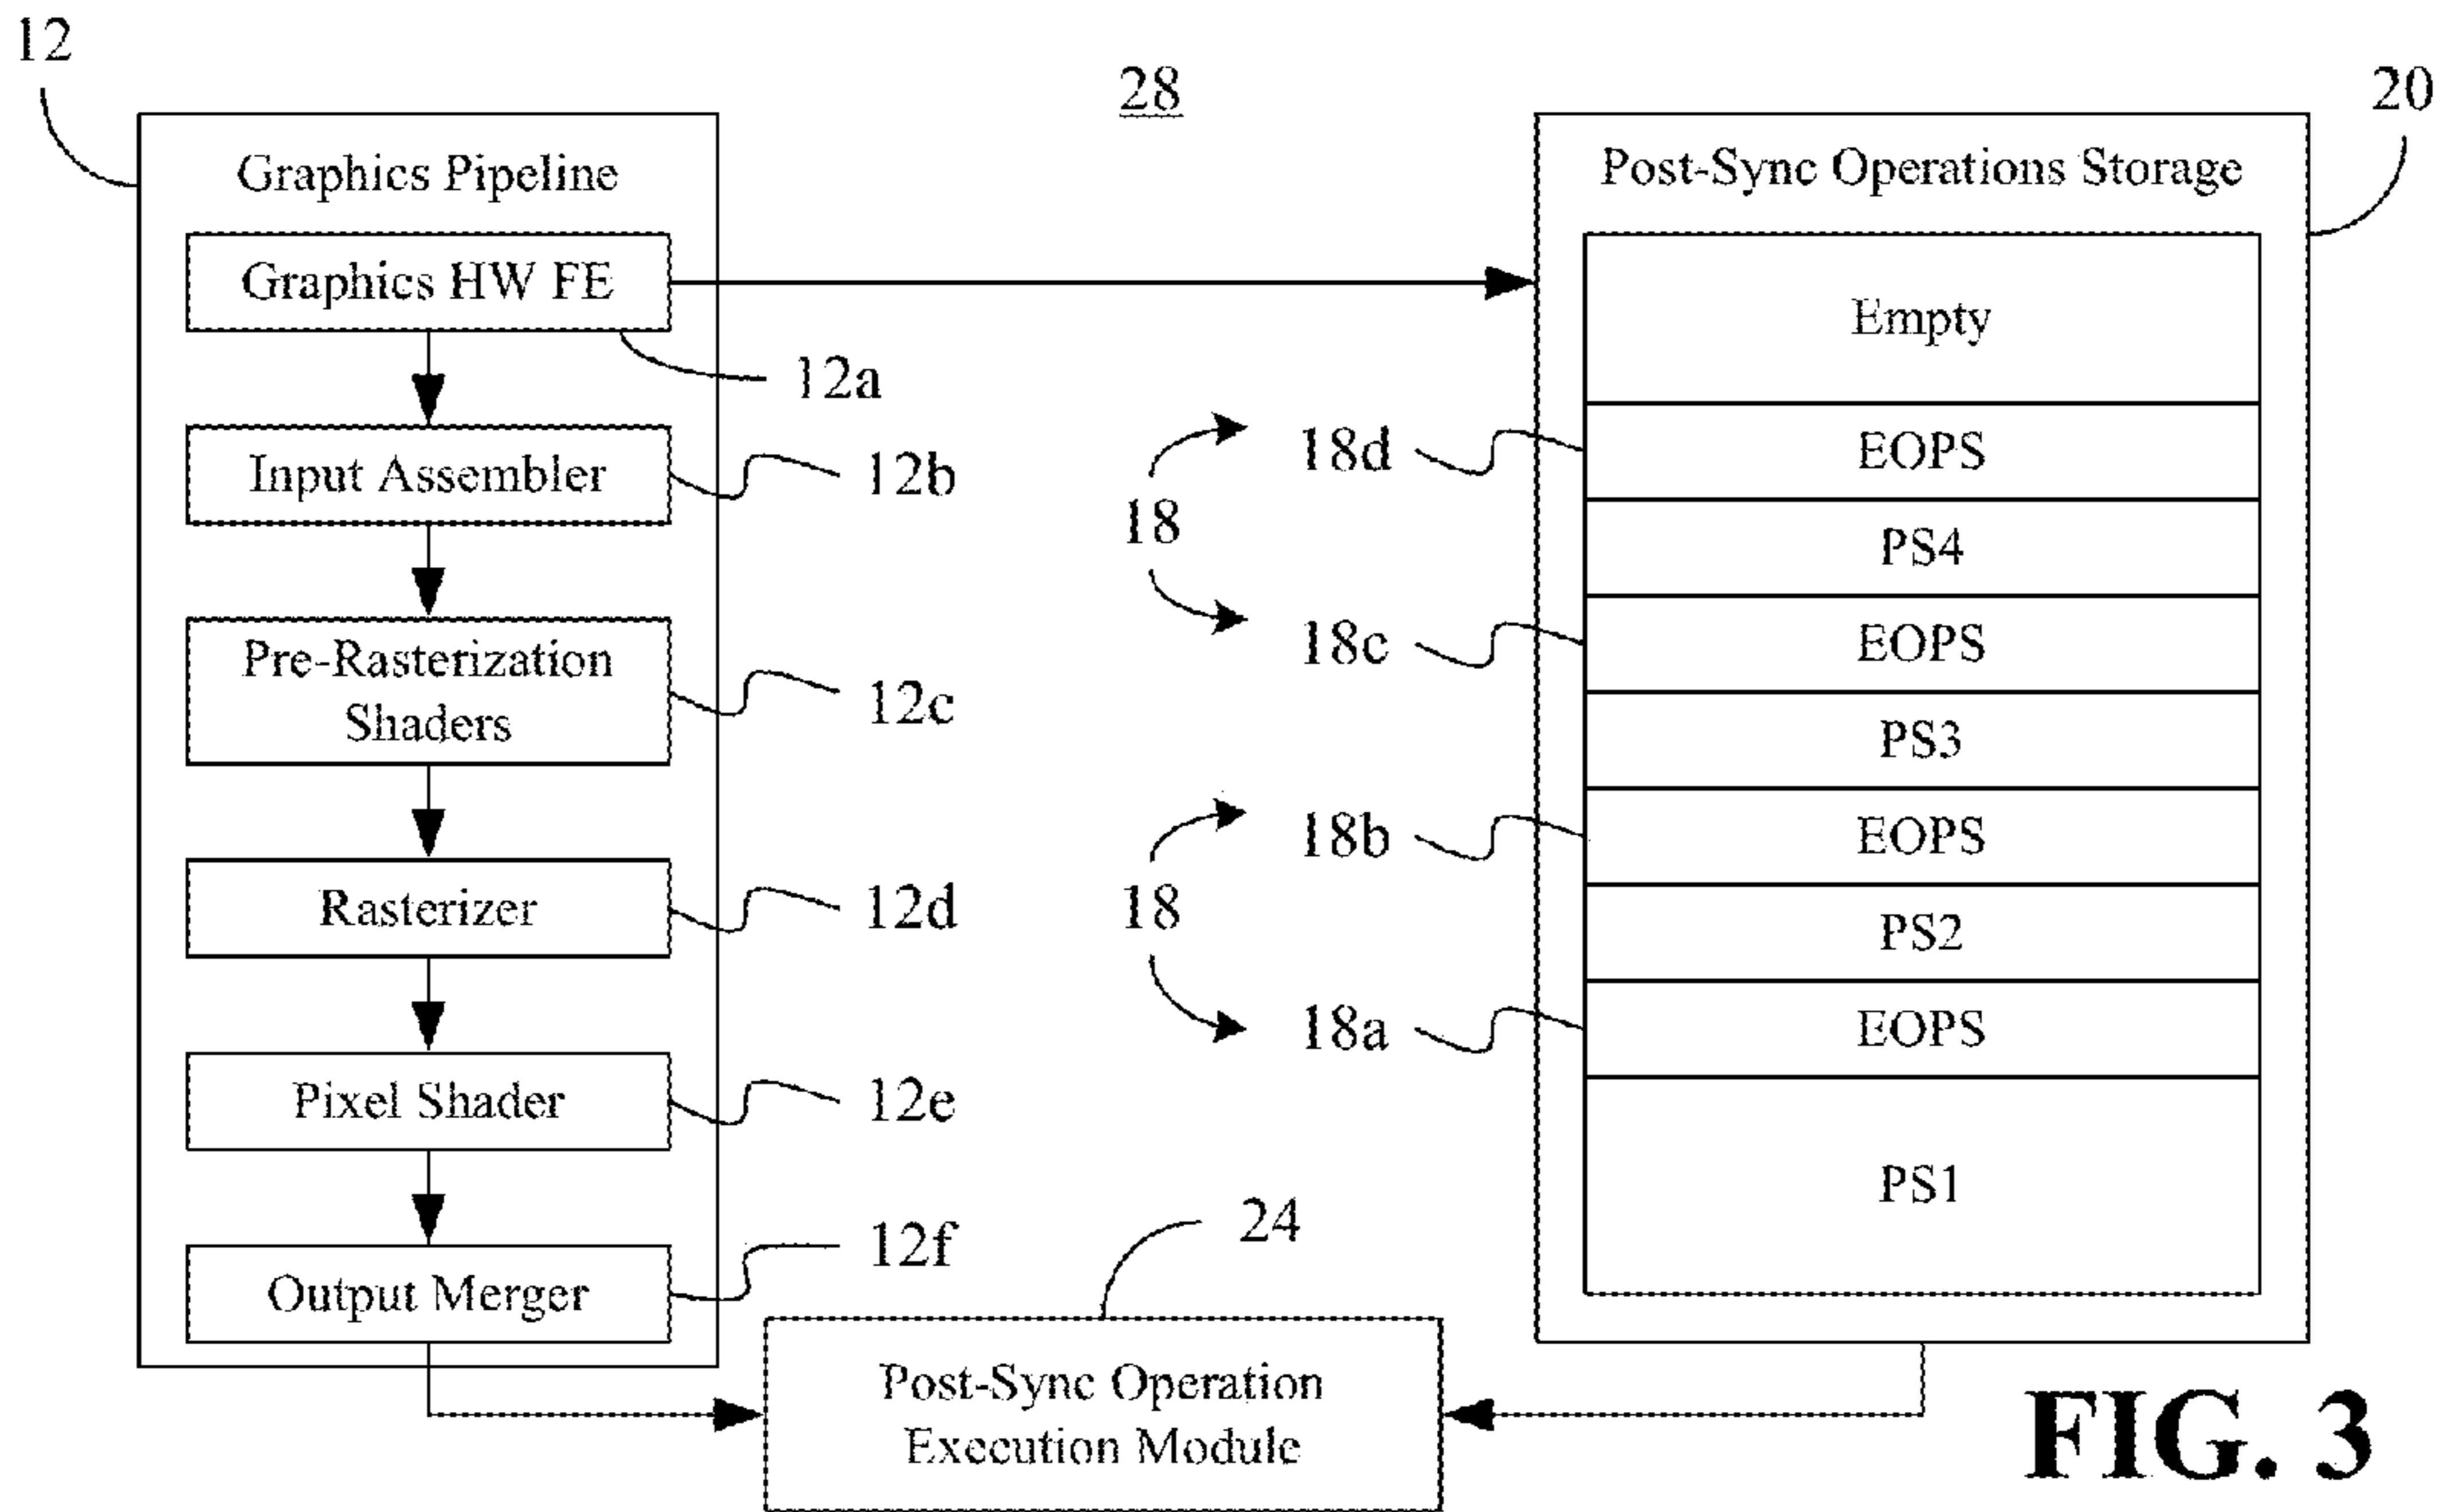 12
28
20
Graphics Pipeline
Post-Sync Operations Storage
Graphics HW FE
12a
Input Assembler
12b
Pre-Rasterization
Shaders
12c
Rasterizer
12d
Pixel Shader
12e
Output Merger
12f
Empty
18d
EOPS
18
PS4
18c
EOPS
PS3
18b
EOPS
18
PS2
18a
EOPS
PS1
24
Post-Sync Operation
Execution Module
FIG. 3